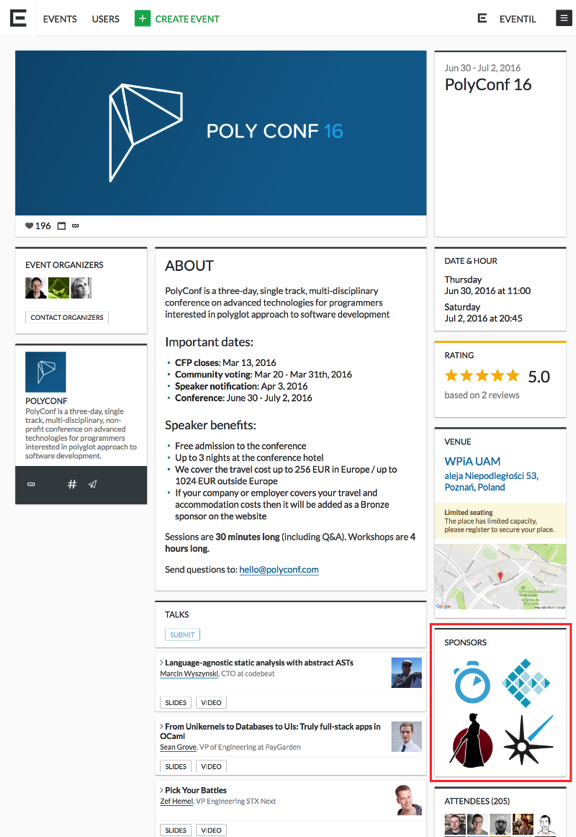 EVENTS USERS + CREATE EVENT EVENTIL
POLY CONF 16
196
Jun 30 - Jul 2, 2016
PolyConf 16
EVENT ORGANIZERS
CONTACT ORGANIZERS
POLYCONF
PolyConf is a three-day, single
track, multi-disciplinary, non-
profit conference on advanced
technologies for programmers
interested in polyglot approach to
software development.
ABOUT
PolyConf is a three-day, single track, multi-disciplinary
conference on advanced technologies for programmers
interested in polyglot approach to software development
Important dates:
CFP closes: Mar 13, 2016
Community voting: Mar 20 - Mar 31th, 2016
Speaker notification: Apr 3, 2016
Conference: June 30 - July 2, 2016
Speaker benefits:
Free admission to the conference
Up to 3 nights at the conference hotel
We cover the travel cost up to 256 EUR in Europe / up to
1024 EUR outside Europe
If your company or employer covers your travel and
accommodation costs then it will be added as a Bronze
sponsor on the website
Sessions are 30 minutes long (including Q&A). Workshops are 4
hours long.
Send questions to: hello@polyconf.com
TALKS
SUBMIT
> Language-agnostic static analysis with abstract ASTs
Marcin Wyszynski, CTO at codebeat
SLIDES VIDEO
> From Unikernels to Databases to UIs: Truly full-stack apps in
OCaml
Sean Grove, VP of Engineering at PayGarden
SLIDES VIDEO
> Pick Your Battles
Zef Hemel, VP Engineering STX Next
SLIDES VIDEO
DATE & HOUR
Thursday
Jun 30, 2016 at 11:00
Saturday
Jul 2, 2016 at 20:45
RATING
5.0
based on 2 reviews
VENUE
WPiA UAM
aleja Niepodległości 53,
Poznań, Poland
Limited seating
The place has limited capacity,
please register to secure your place.
Google
SPONSORS
ATTENDEES (205)